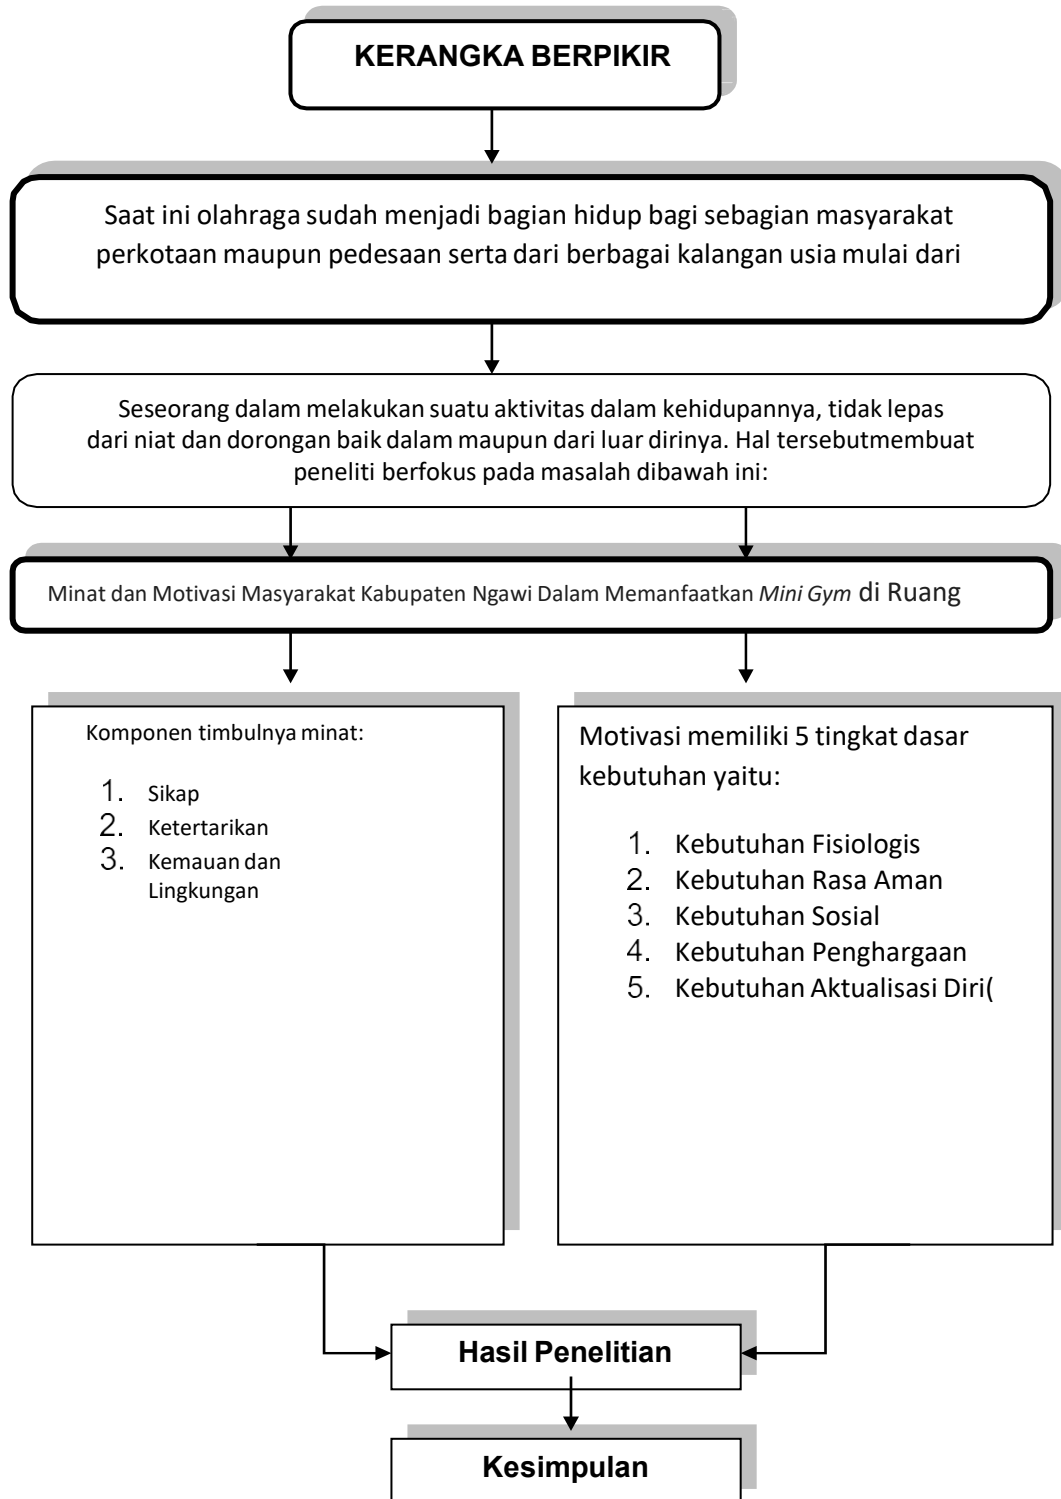 KERANGKA BERPIKIR
Saat ini olahraga sudah menjadi bagian hidup bagi sebagian masyarakat
perkotaan maupun pedesaan serta dari berbagai kalangan usia mulai dari
Seseorang dalam melakukan suatu aktivitas dalam kehidupannya, tidak lepas
dari niat dan dorongan baik dalam maupun dari luar dirinya. Hal tersebutmembuat
peneliti berfokus pada masalah dibawah ini:
Minat dan Motivasi Masyarakat Kabupaten Ngawi Dalam Memanfaatkan Mini Gym di Ruang
Komponen timbulnya minat:
1. Sikap
2. Ketertarikan
3. Kemauan dan
Lingkungan
Motivasi memiliki 5 tingkat dasar
kebutuhan yaitu:
1. Kebutuhan Fisiologis
2. Kebutuhan Rasa Aman
3. Kebutuhan Sosial
4. Kebutuhan Penghargaan
5. Kebutuhan Aktualisasi Diri(
Hasil Penelitian
Kesimpulan